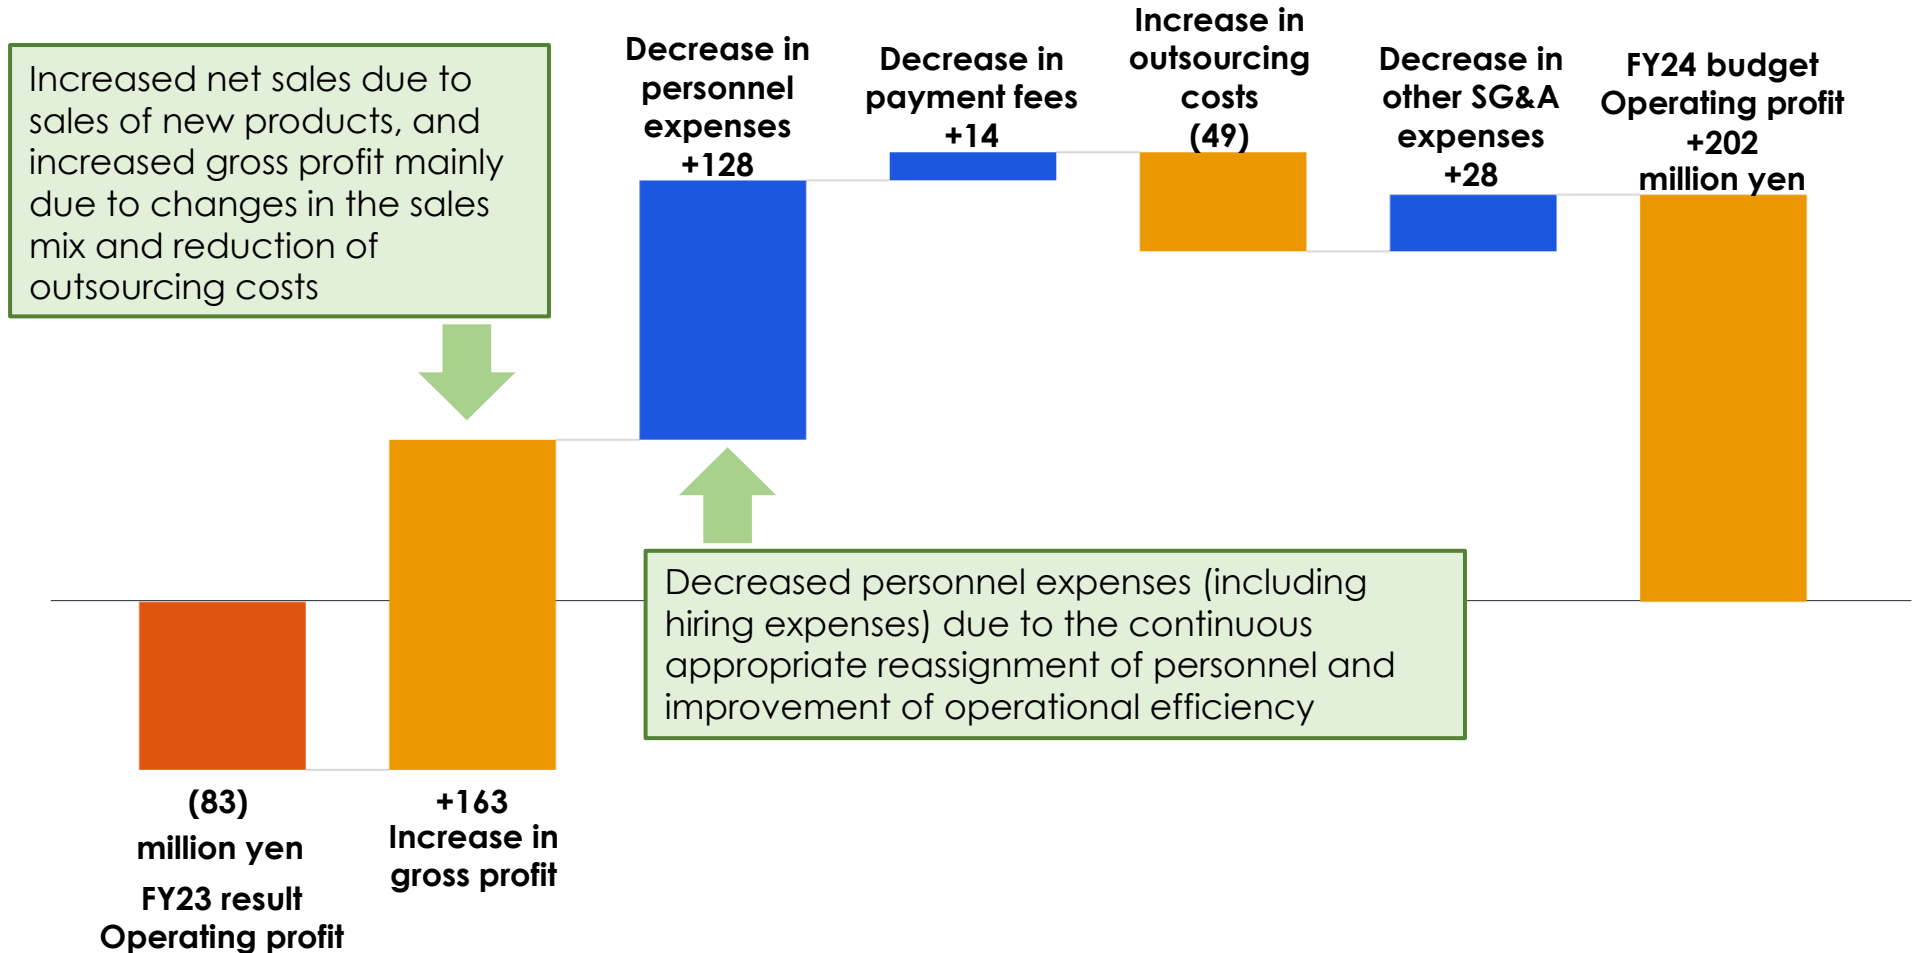 Increased net sales due to
sales of new products, and
increased gross profit mainly
due to changes in the sales
mix and reduction of
outsourcing costs
Decrease in
personnel
expenses
+128
Decrease in
payment fees
+14
Increase in
outsourcing
costs
(49)
Decrease in
other SG&A
expenses
+28
FY24 budget
Operating profit
+202
million yen
Decreased personnel expenses (including
hiring expenses) due to the continuous
appropriate reassignment of personnel and
improvement of operational efficiency
(83)
million yen
FY23 result
Operating profit
+163
Increase in
gross profit